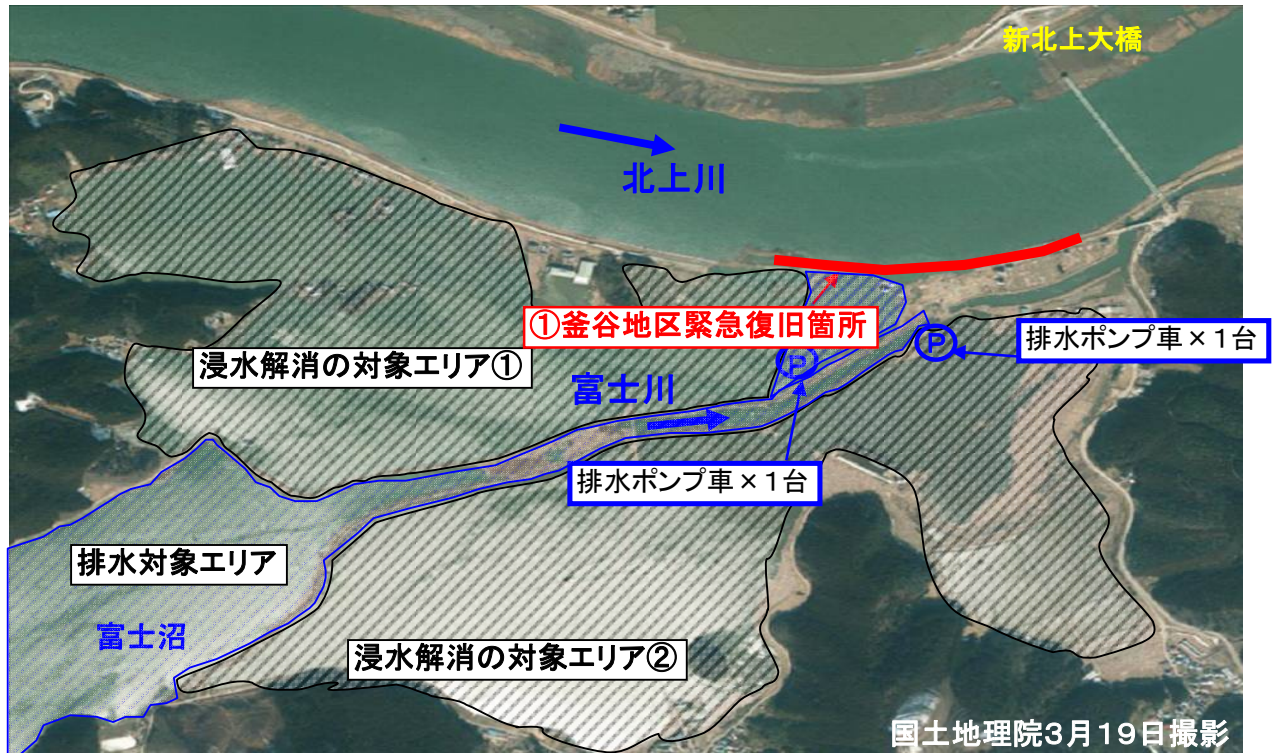 新北上大橋
北上川
①釜谷地区緊急復旧箇所
排水ポンプ車×1台
P
P
浸水解消の対象エリア①
富士川
排水ポンプ車×1台
排水対象エリア
富士沼
浸水解消の対象エリア②
国土地理院3月19日撮影